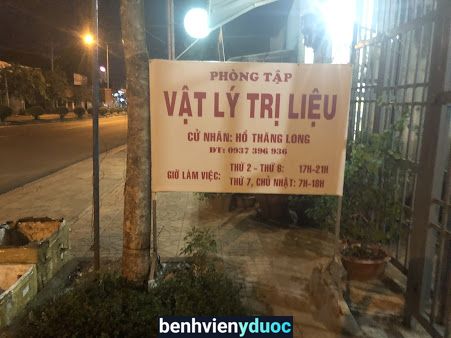 PHÒNG TẬP
VẬT LÝ TRỊ LIỆU
CỬ NHÂN: HỒ THĂNG LONG
ĐT: 0937 396 936
GIỜ LÀM VIỆC: THỨ 2 - THỨ 6: 17H-21H
THỨ 7, CHỦ NHẬT: 7H-18H
benhvienyduoc